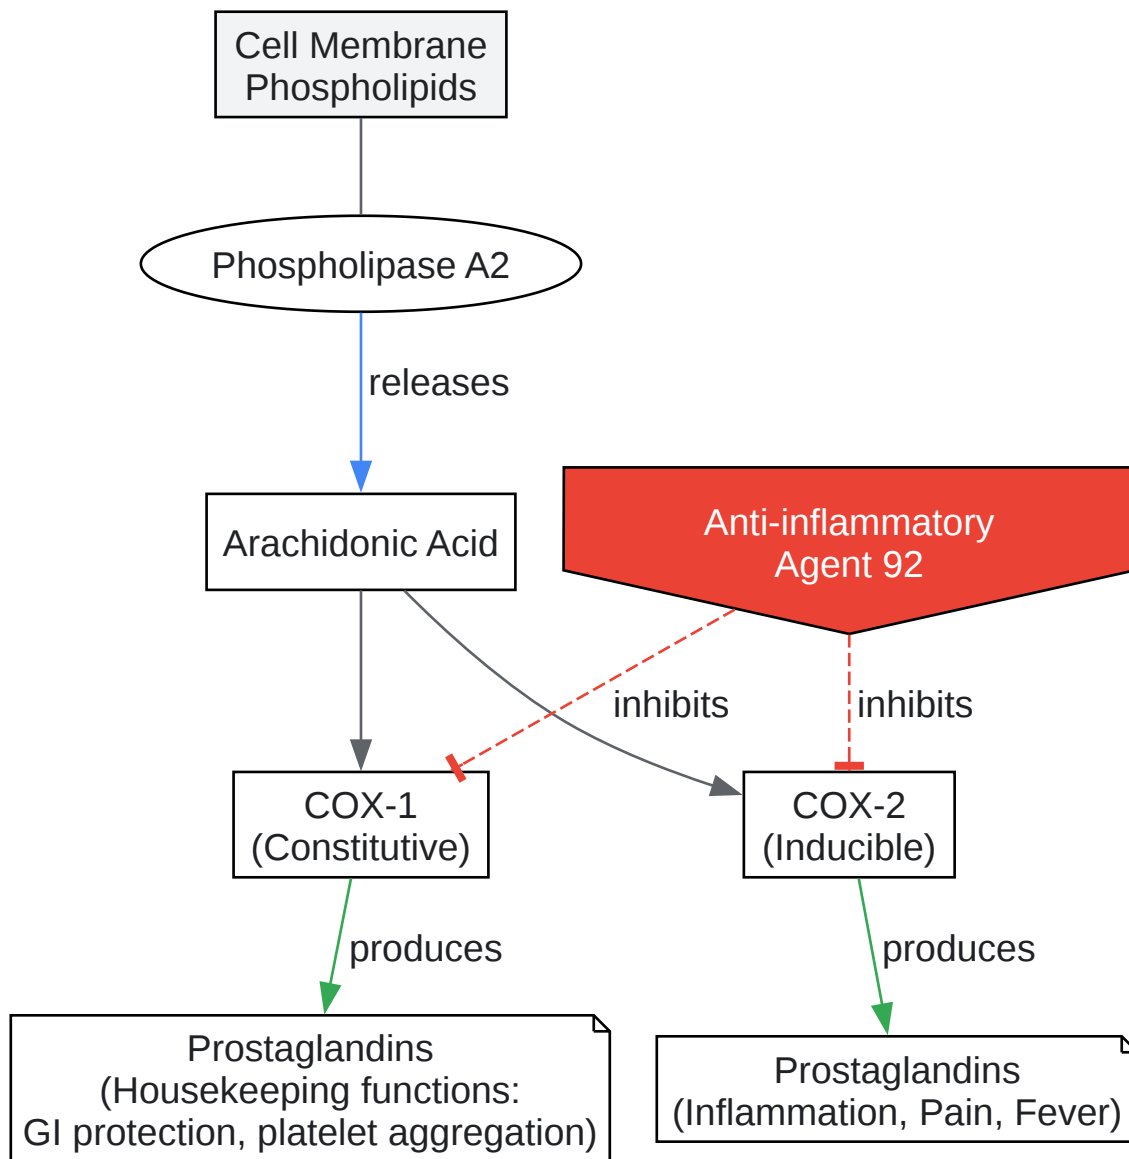 Cell Membrane
Phospholipids
Phospholipase A2
releases
Arachidonic Acid
Anti-inflammatory
Agent 92
inhibits
inhibits
COX-1
(Constitutive)
COX-2
(Inducible)
produces
produces
Prostaglandins
(Housekeeping functions:
GI protection, platelet aggregation)
Prostaglandins
(Inflammation, Pain, Fever)